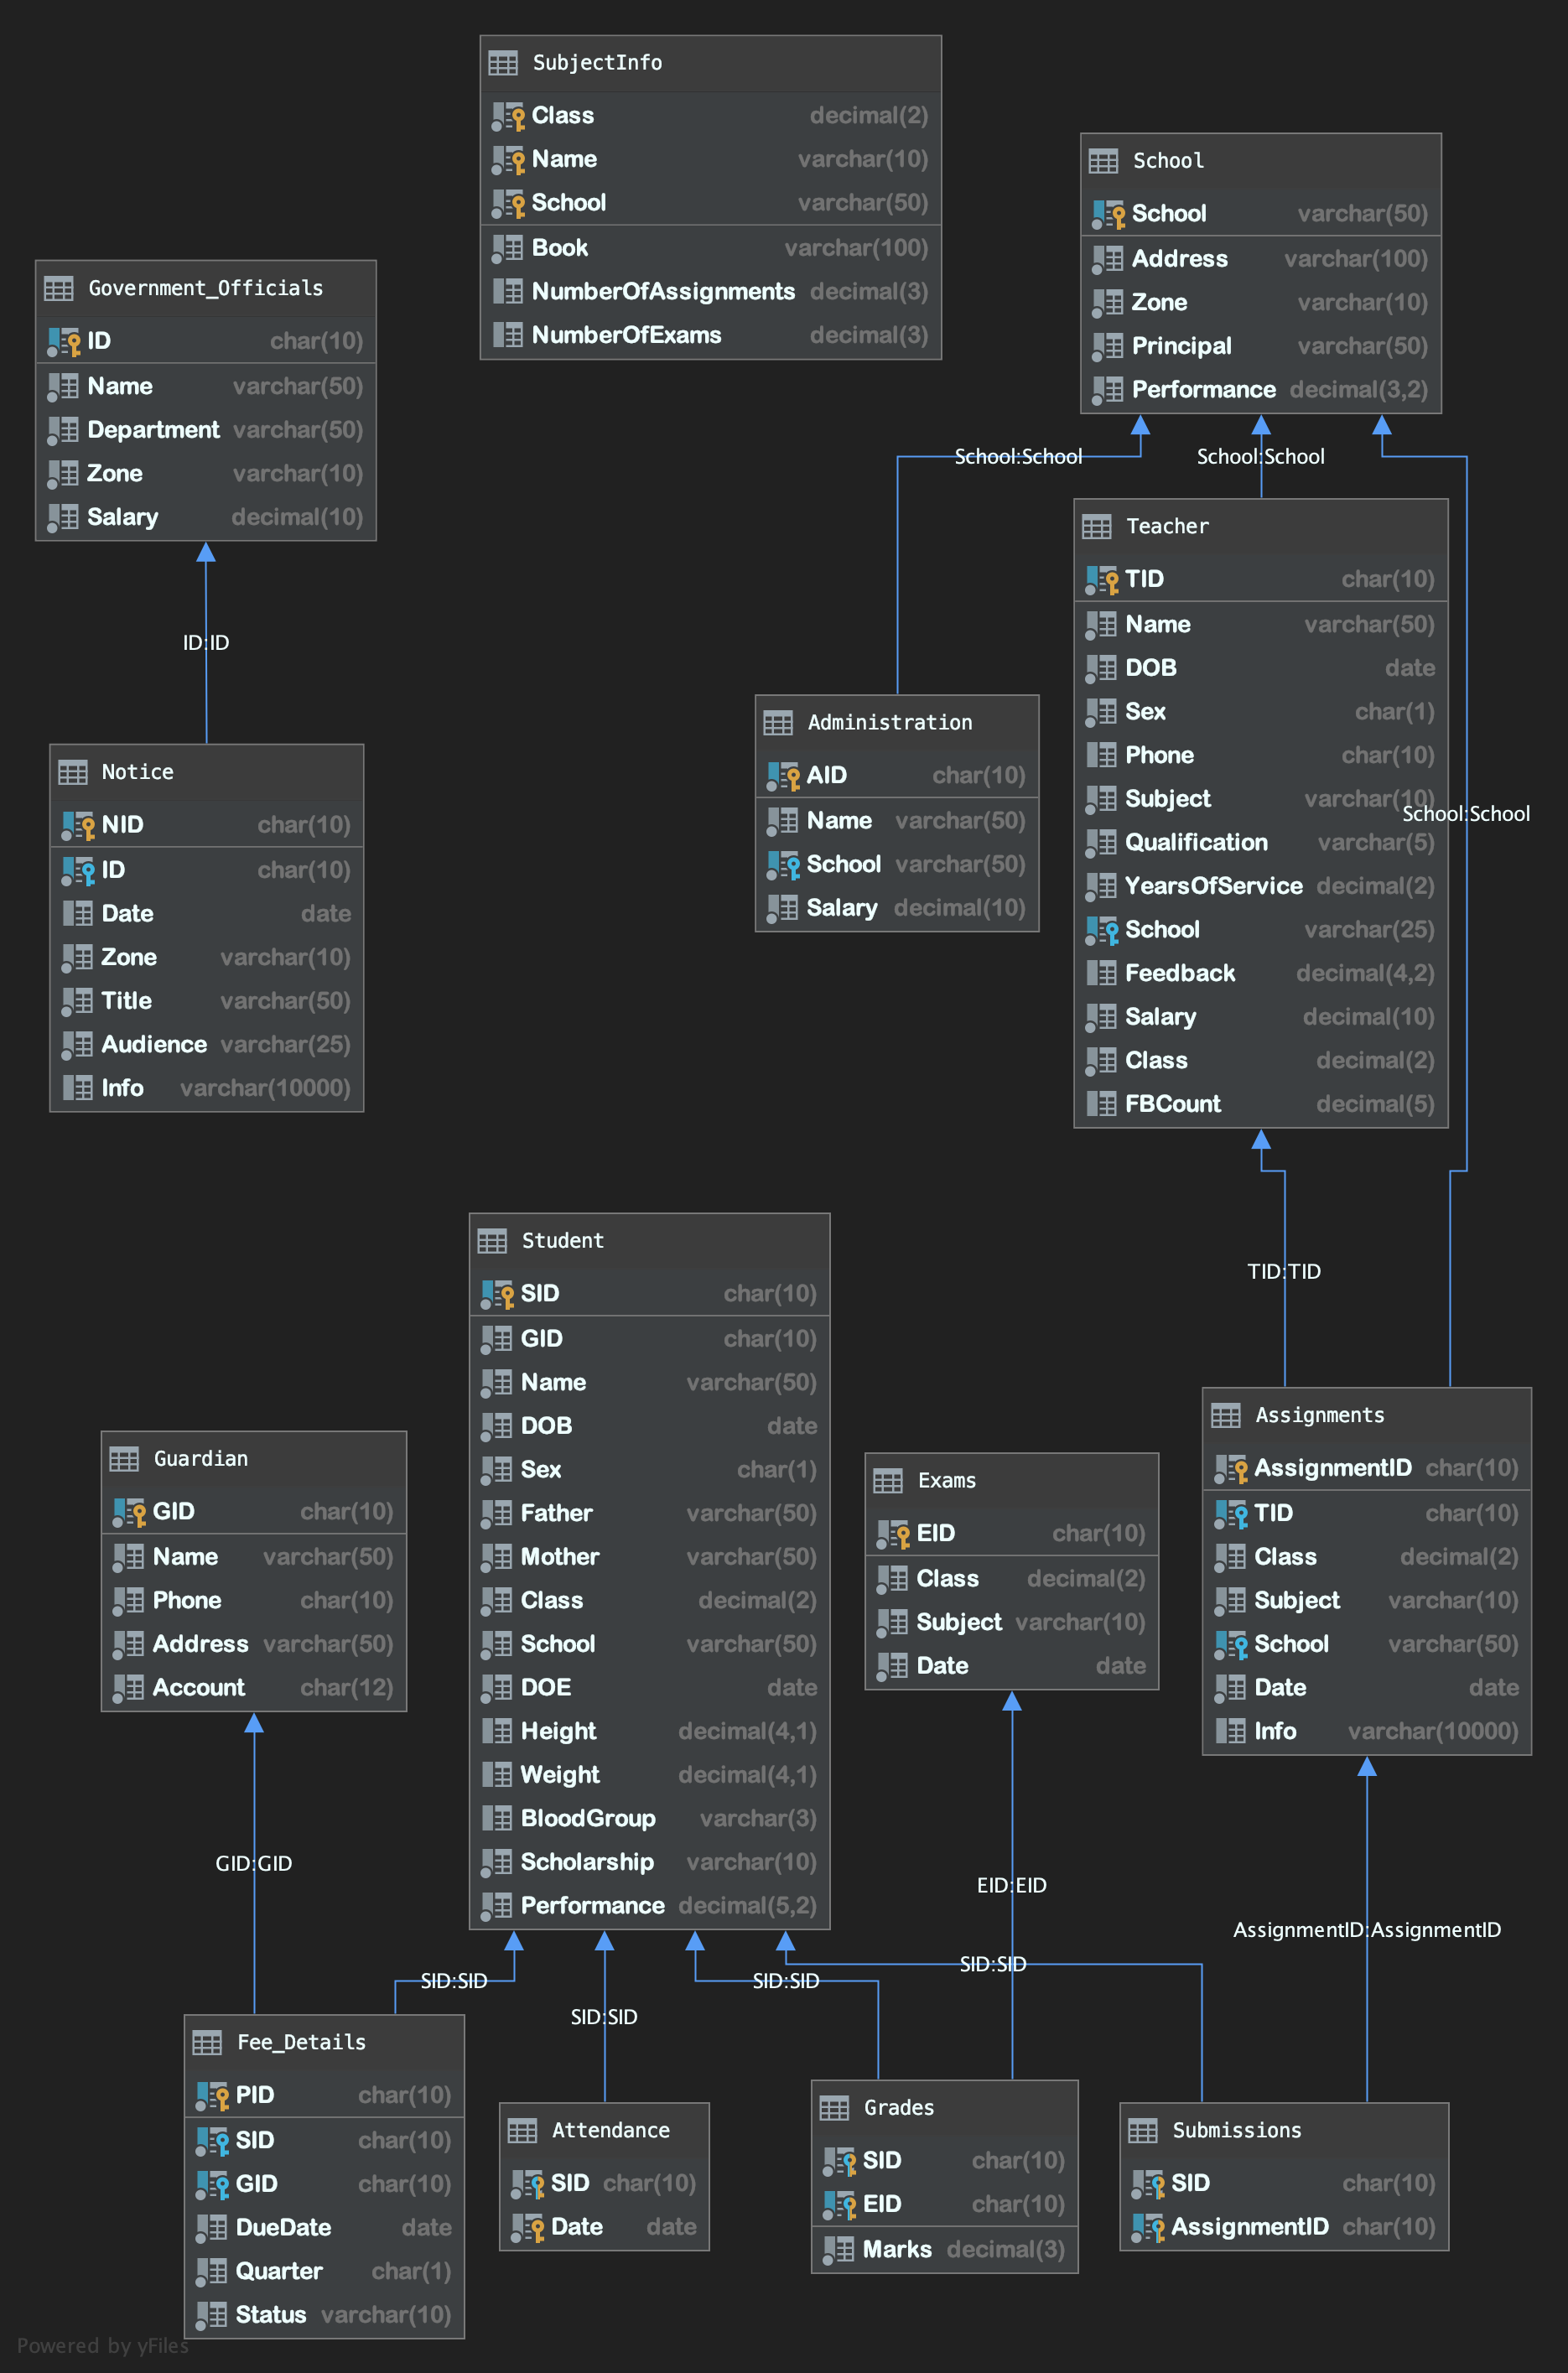 SubjectInfo
Class decimal(2)
Name varchar(10)
School varchar(50)
Book varchar(100)
NumberOfAssignments decimal(3)
NumberOfExams decimal(3)
School
School varchar(50)
Address varchar(100)
Zone varchar(10)
Principal varchar(50)
Performance decimal(3,2)
Government_Officials
ID char(10)
Name varchar(50)
Department varchar(50)
Zone varchar(10)
Salary decimal(10)
School:School
School:School
School:School
ID:ID
Teacher
TID char(10)
Name varchar(50)
DOB date
Sex char(1)
Phone char(10)
Subject varchar(10)
Qualification varchar(5)
YearsOfService decimal(2)
School varchar(25)
Feedback decimal(4,2)
Salary decimal(10)
Class decimal(2)
FBCount decimal(5)
Administration
AID char(10)
Name varchar(50)
School varchar(50)
Salary decimal(10)
Notice
NID char(10)
ID char(10)
Date date
Zone varchar(10)
Title varchar(50)
Audience varchar(25)
Info varchar(10000)
TID:TID
Student
SID char(10)
GID char(10)
Name varchar(50)
DOB date
Sex char(1)
Father varchar(50)
Mother varchar(50)
Class decimal(2)
School varchar(50)
DOE date
Height decimal(4,1)
Weight decimal(4,1)
BloodGroup varchar(3)
Scholarship varchar(10)
Performance decimal(5,2)
Guardian
GID char(10)
Name varchar(50)
Phone char(10)
Address varchar(50)
Account char(12)
Exams
EID char(10)
Class decimal(2)
Subject varchar(10)
Date date
Assignments
AssignmentID char(10)
TID char(10)
Class decimal(2)
Subject varchar(10)
School varchar(50)
Date date
Info varchar(10000)
GID:GID
EID:EID
AssignmentID:AssignmentID
SID:SID
SID:SID
SID:SID
SID:SID
Fee_Details
PID char(10)
SID char(10)
GID char(10)
DueDate date
Quarter char(1)
Status varchar(10)
Attendance
SID char(10)
Date date
Grades
SID char(10)
EID char(10)
Marks decimal(3)
Submissions
SID char(10)
AssignmentID char(10)
Powered by yFiles